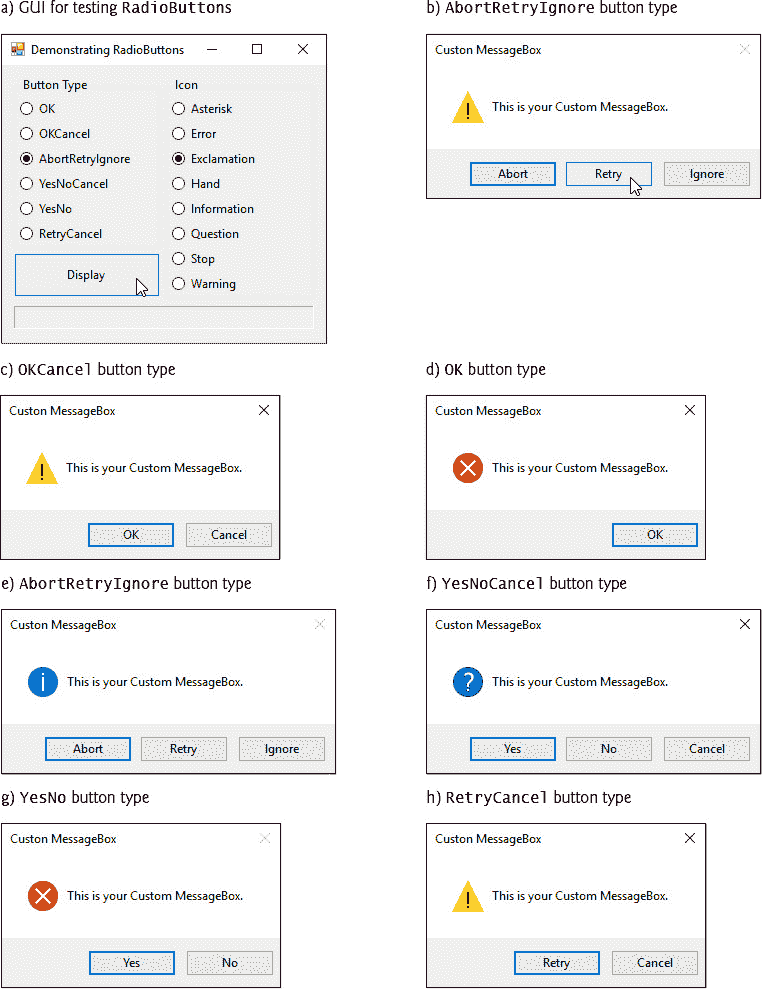 a) GUI for testing RadioButtons
Demonstrating RadioButtons
Button Type
OK
OKCancel
AbortRetryIgnore
YesNoCancel
YesNo
RetryCancel
Display
Icon
Asterisk
Error
Exclamation
Hand
Information
Question
Stop
Warning
b) AbortRetryIgnore button type
Custon MessageBox
This is your Custom MessageBox.
Abort Retry Ignore
c) OKCancel button type
Custon MessageBox
This is your Custom MessageBox.
OK Cancel
d) OK button type
Custon MessageBox
This is your Custom MessageBox.
OK
e) AbortRetryIgnore button type
Custon MessageBox
This is your Custom MessageBox.
Abort Retry Ignore
f) YesNoCancel button type
Custon MessageBox
This is your Custom MessageBox.
Yes No Cancel
g) YesNo button type
Custon MessageBox
This is your Custom MessageBox.
Yes No
h) RetryCancel button type
Custon MessageBox
This is your Custom MessageBox.
Retry Cancel